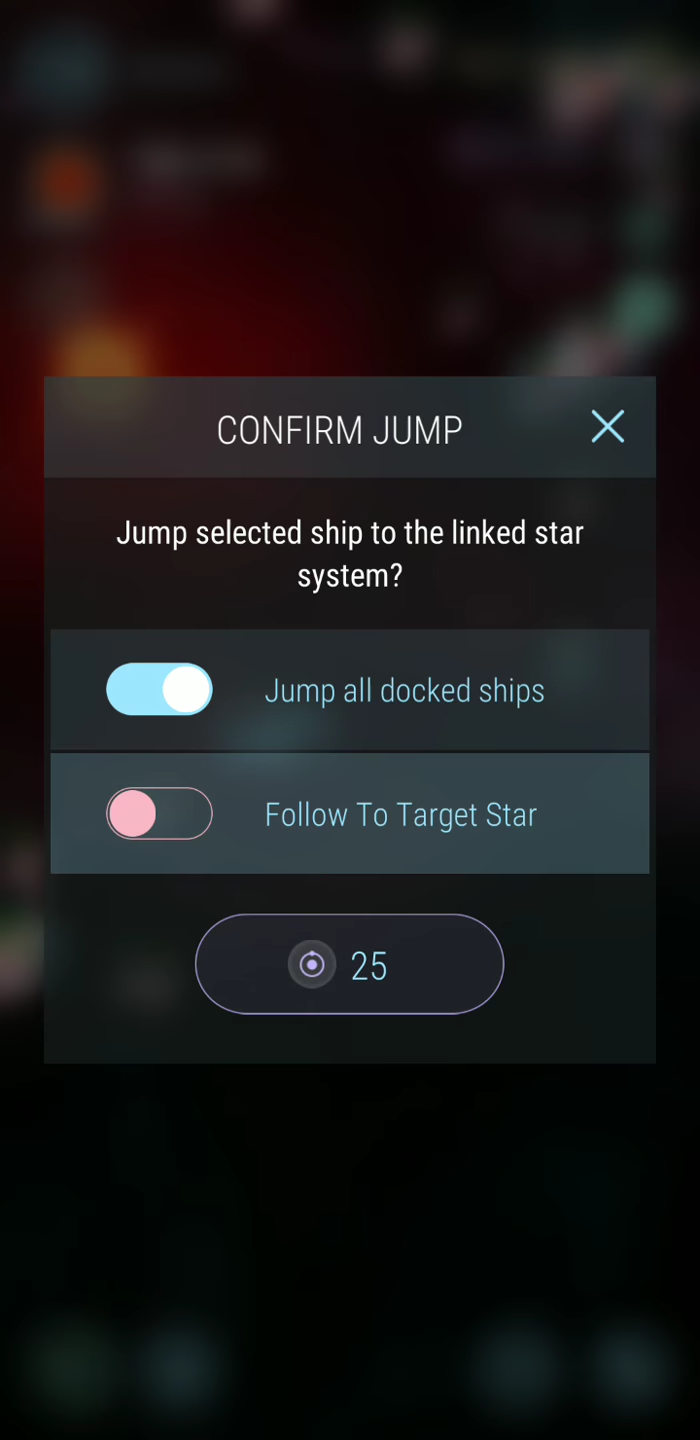 CONFIRM JUMP
Jump selected ship to the linked star
system?
Jump all docked ships
Follow To Target Star
25